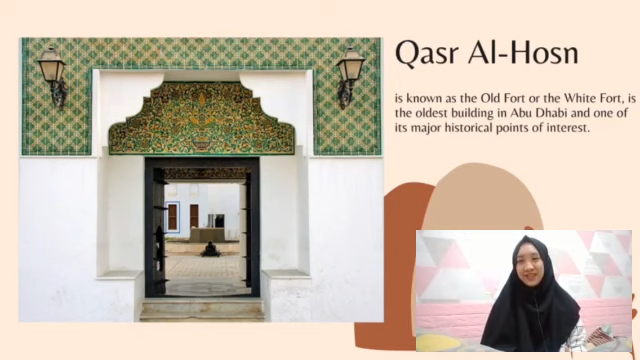 Qasr Al-Hosn
is known as the Old Fort or the White Fort, is
the oldest building in Abu Dhabi and one of
its major historical points of interest.